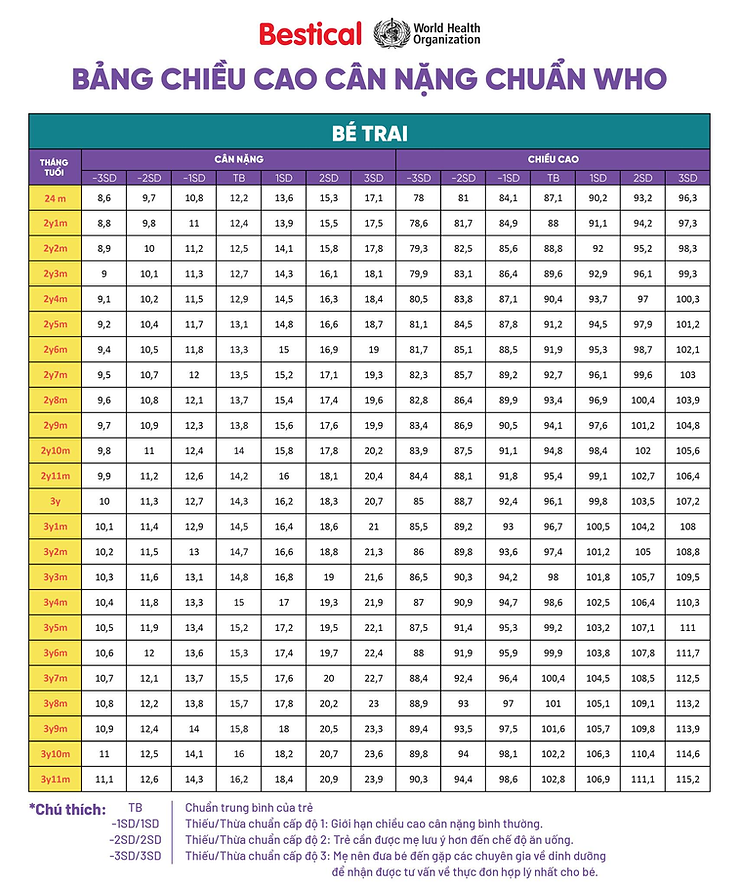 Bestical
World Health
Organization
BẢNG CHIỀU CAO CÂN NẶNG CHUẨN WHO
BÉ TRAI
THÁNG TUỔI CÂN NẶNG CHIỀU CAO
-3SD -2SD -1SD TB 1SD 2SD 3SD -3SD -2SD -1SD TB 1SD 2SD 3SD
24 m 8,6 9,7 10,8 12,2 13,6 15,3 17,1 78 81 84,1 87,1 90,2 93,2 96,3
2y1m 8,8 9,8 11 12,4 13,9 15,5 17,5 78,6 81,7 84,9 88 91,1 94,2 97,3
2y2m 8,9 10 11,2 12,5 14,1 15,8 17,8 79,3 82,5 85,6 88,8 92 95,2 98,3
2y3m 9 10,1 11,3 12,7 14,3 16,1 18,1 79,9 83,1 86,4 89,6 92,9 96,1 99,3
2y4m 9,1 10,2 11,5 12,9 14,5 16,3 18,4 80,5 83,8 87,1 90,4 93,7 97 100,3
2y5m 9,2 10,4 11,7 13,1 14,8 16,6 18,7 81,1 84,5 87,8 91,2 94,5 97,9 101,2
2y6m 9,4 10,5 11,8 13,3 15 16,9 19 81,7 85,1 88,5 91,9 95,3 98,7 102,1
2y7m 9,5 10,7 12 13,5 15,2 17,1 19,3 82,3 85,7 89,2 92,7 96,1 99,6 103
2y8m 9,6 10,8 12,1 13,7 15,4 17,4 19,6 82,8 86,4 89,9 93,4 96,9 100,4 103,9
2y9m 9,7 10,9 12,3 13,8 15,6 17,6 19,9 83,4 86,9 90,5 94,1 97,6 101,2 104,8
2y10m 9,8 11 12,4 14 15,8 17,8 20,2 83,9 87,5 91,1 94,8 98,4 102 105,6
2y11m 9,9 11,2 12,6 14,2 16 18,1 20,4 84,4 88,1 91,8 95,4 99,1 102,7 106,4
3y 10 11,3 12,7 14,3 16,2 18,3 20,7 85 88,7 92,4 96,1 99,8 103,5 107,2
3y1m 10,1 11,4 12,9 14,5 16,4 18,6 21 85,5 89,2 93 96,7 100,5 104,2 108
3y2m 10,2 11,5 13 14,7 16,6 18,8 21,3 86 89,8 93,6 97,4 101,2 105 108,8
3y3m 10,3 11,6 13,1 14,8 16,8 19 21,6 86,5 90,3 94,2 98 101,8 105,7 109,5
3y4m 10,4 11,8 13,3 15 17 19,3 21,9 87 90,9 94,7 98,6 102,5 106,4 110,3
3y5m 10,5 11,9 13,4 15,2 17,2 19,5 22,1 87,5 91,4 95,3 99,2 103,2 107,1 111
3y6m 10,6 12 13,6 15,3 17,4 19,7 22,4 88 91,9 95,9 99,9 103,8 107,8 111,7
3y7m 10,7 12,1 13,7 15,5 17,6 20 22,7 88,4 92,4 96,4 100,4 104,5 108,5 112,5
3y8m 10,8 12,2 13,8 15,7 17,8 20,2 23 88,9 93 97 101 105,1 109,1 113,2
3y9m 10,9 12,4 14 15,8 18 20,5 23,3 89,4 93,5 97,5 101,6 105,7 109,8 113,9
3y10m 11 12,5 14,1 16 18,2 20,7 23,6 89,8 94 98,1 102,2 106,3 110,4 114,6
3y11m 11,1 12,6 14,3 16,2 18,4 20,9 23,9 90,3 94,4 98,6 102,8 106,9 111,1 115,2
*Chú thích: TB Chuẩn trung bình của trẻ
-1SD/1SD Thiếu/Thừa chuẩn cấp độ 1: Giới hạn chiều cao cân nặng bình thường.
-2SD/2SD Thiếu/Thừa chuẩn cấp độ 2: Trẻ cần được mẹ lưu ý hơn đến chế độ ăn uống.
-3SD/3SD Thiếu/Thừa chuẩn cấp độ 3: Mẹ nên đưa bé đến gặp các chuyên gia về dinh dưỡng
để nhận được tư vấn về thực đơn hợp lý nhất cho bé.